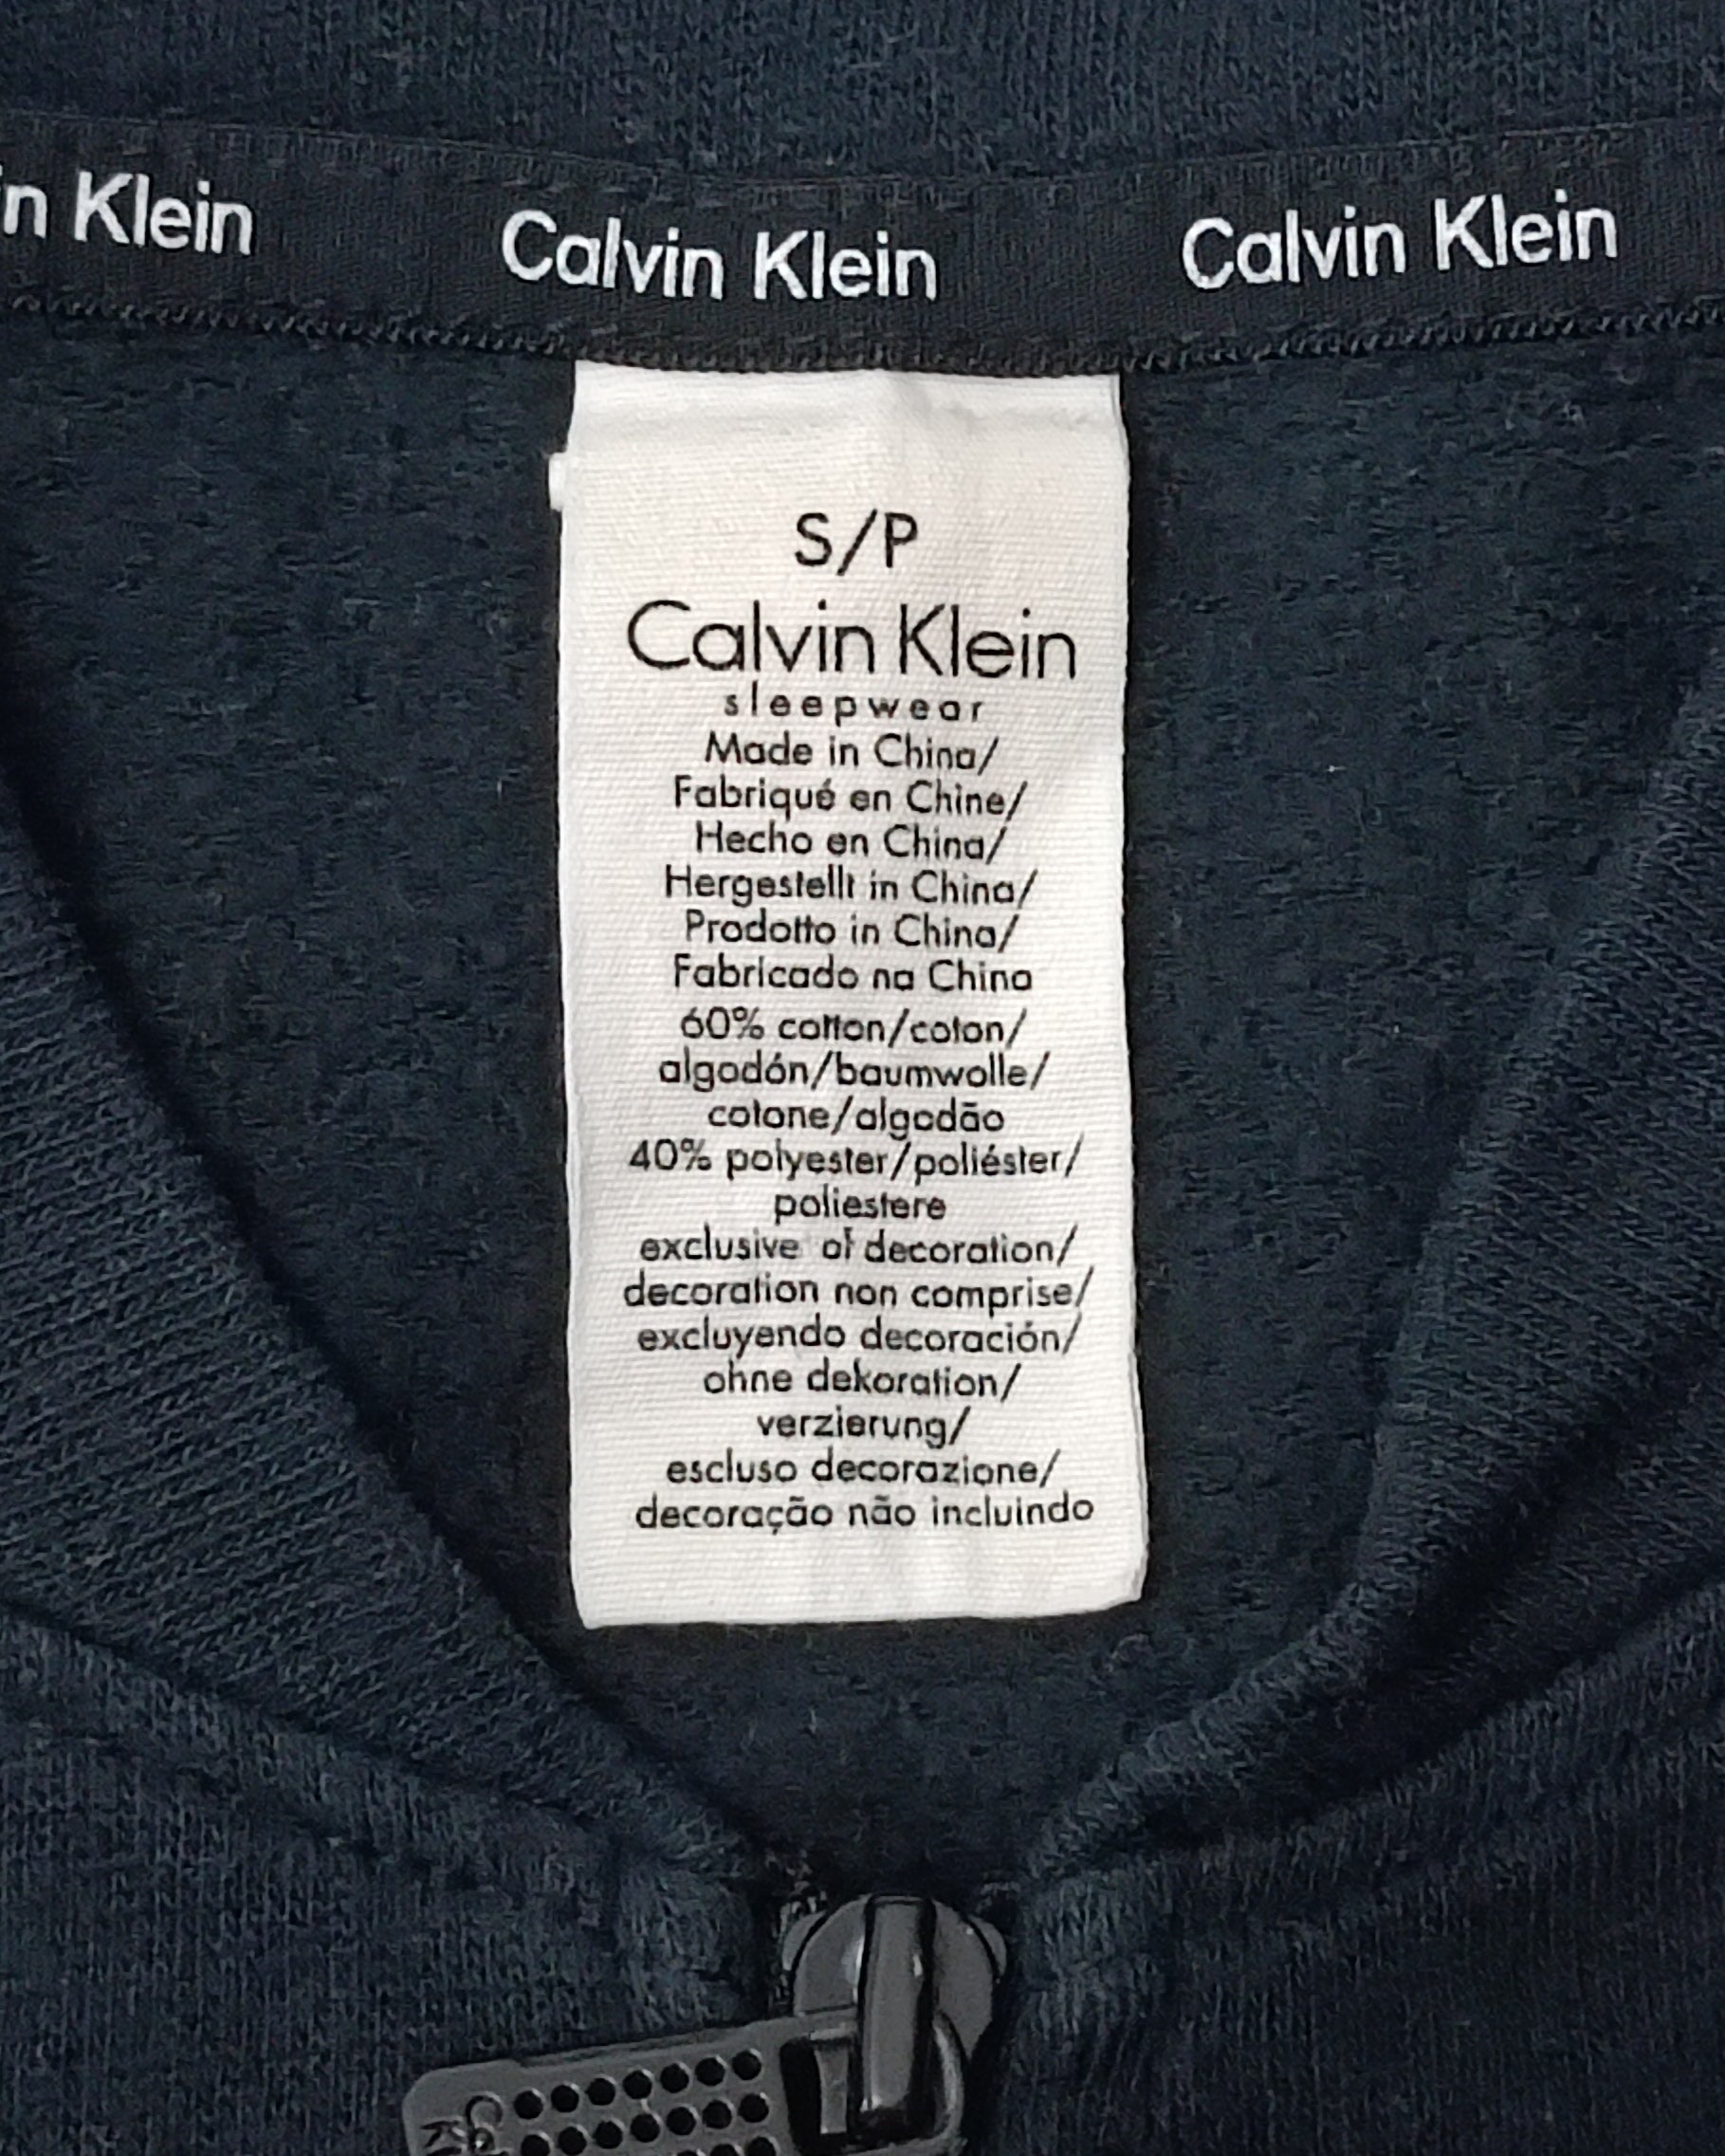 in Klein Calvin Klein Calvin Klein
S/P
Calvin Klein
sleepwear
Made in China/
Fabriqué en Chine/
Hecho en China/
Hergestellt in China/
Prodotto in China/
Fabricado na China
60% cotton/coton/
algodón/baumwolle/
cotone/algodão
40% polyester/poliéster/
poliestere
exclusive of decoration/
decoration non comprise/
excluyendo decoración/
ohne dekoration/
verzierung/
escluso decorazione/
decoração não incluindo